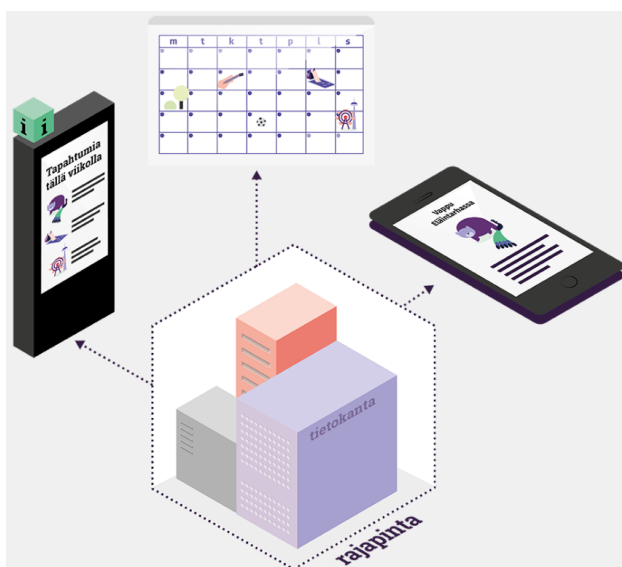 m t k t p l s
i i
Tapahtumia
tällä viikolla
Vappu
Eläintarhassa
tietokanta
rajapinta